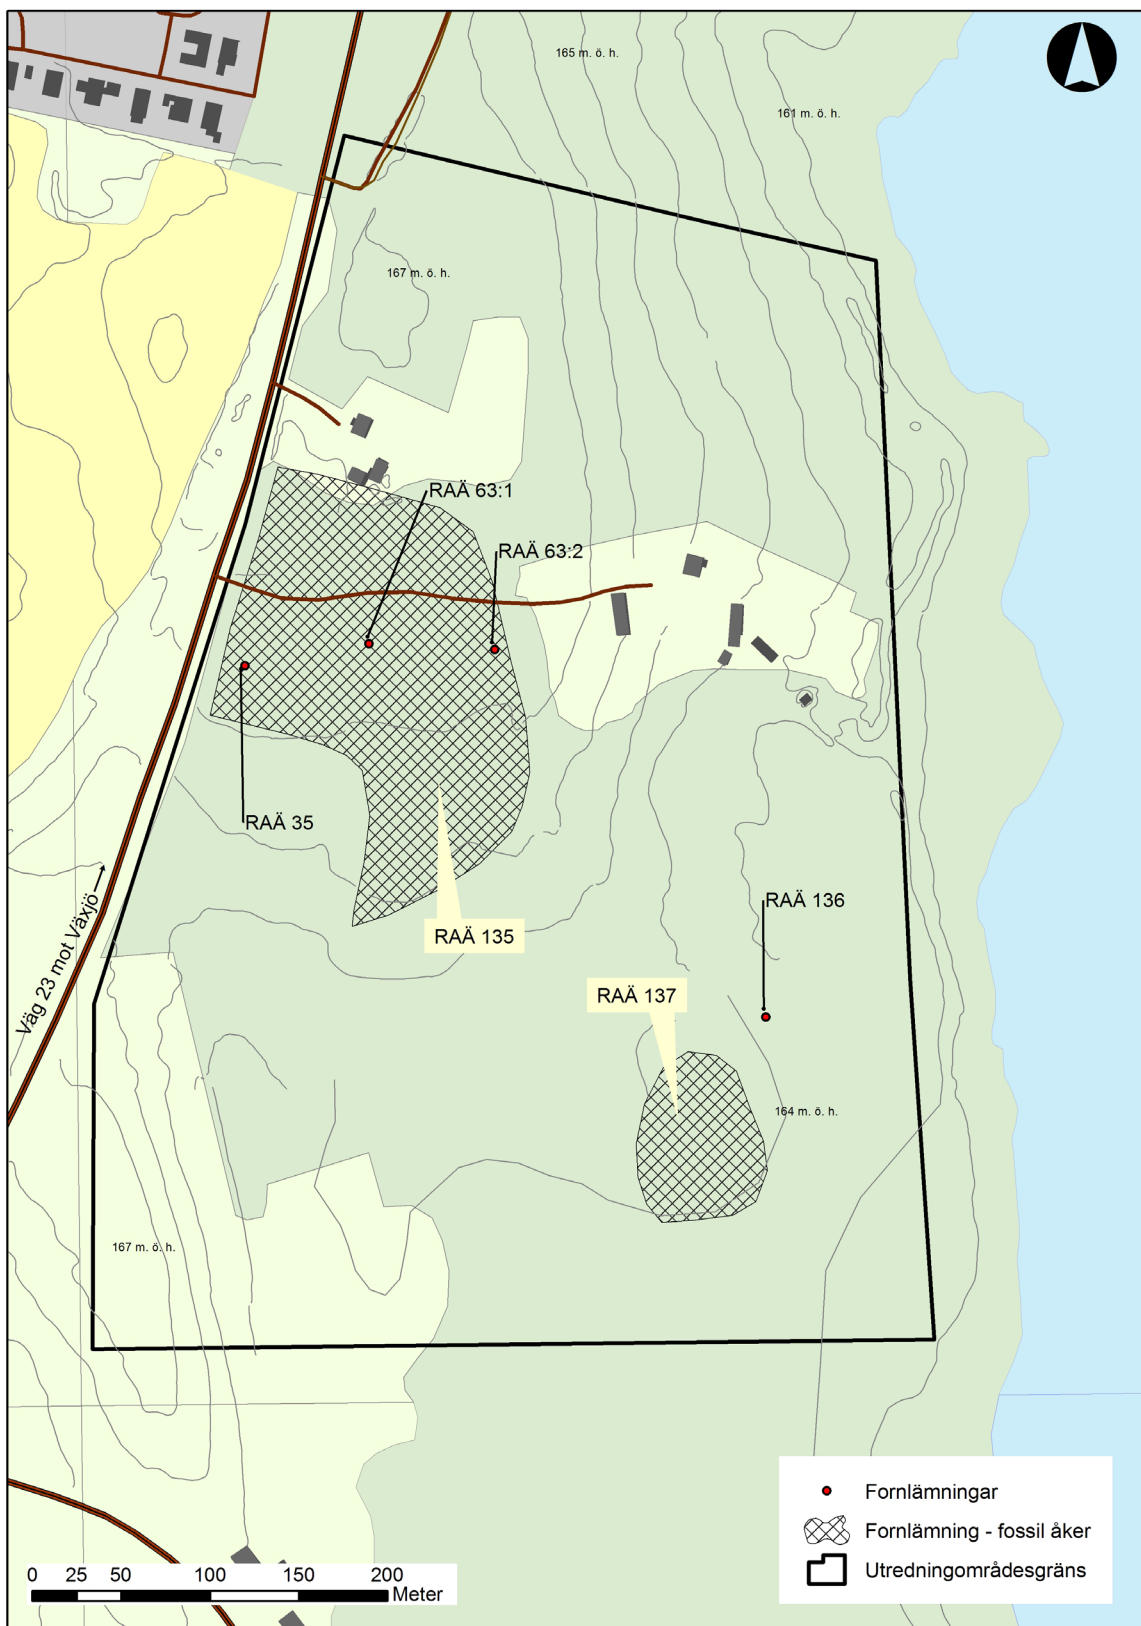 165 m. ö. h.
161 m. ö. h.
167 m. ö. h.
RAÄ 63:1
RAÄ 63:2
RAÄ 35
RAÄ 136
RAÄ 135
Väg 23 mot Växjö
RAÄ 137
164 m. ö. h.
167 m. ö. h.
Fornlämningar
Fornlämning - fossil åker
Utredningområdesgräns
0 25 50 100 150 200
Meter